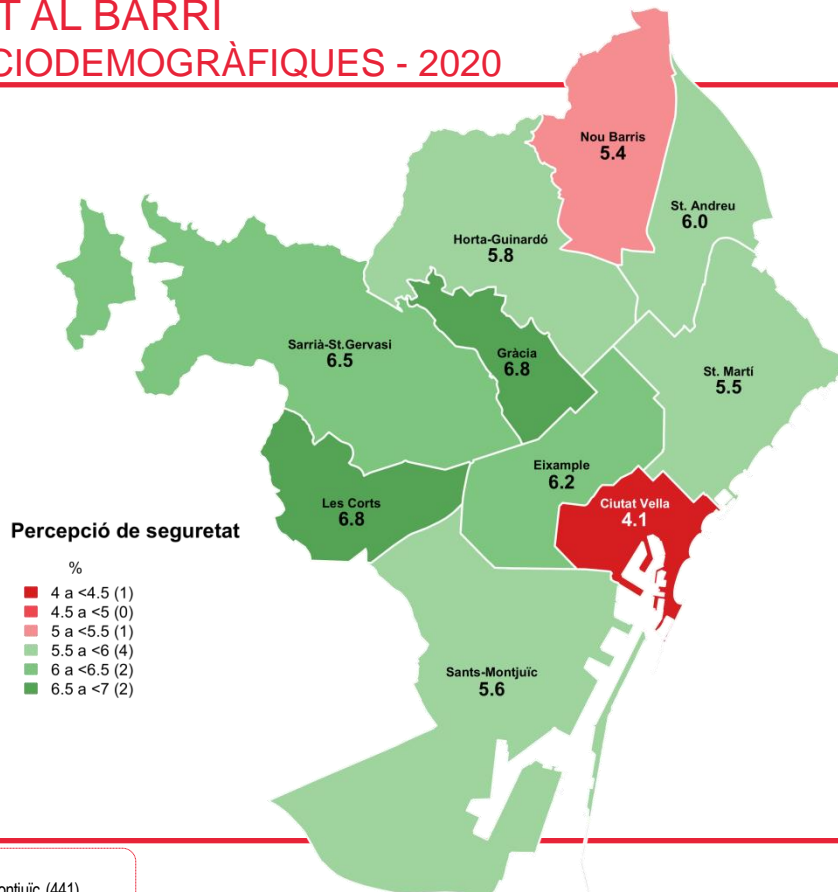 T AL BARRI
CIODEMOGRÀFIQUES - 2020
Nou Barris
5.4
St. Andreu
6.0
Horta-Guinardó
5.8
Sarrià-St.Gervasi
6.5
Gràcia
6.8
St. Martí
5.5
Eixample
6.2
Les Corts
6.8
Ciutat Vella
4.1
Percepció de seguretat
%
4 a <4.5 (1)
4.5 a <5 (0)
5 a <5.5 (1)
5.5 a <6 (4)
6 a <6.5 (2)
6.5 a <7 (2)
Sants-Montjuïc
5.6
ontjuïc (441)